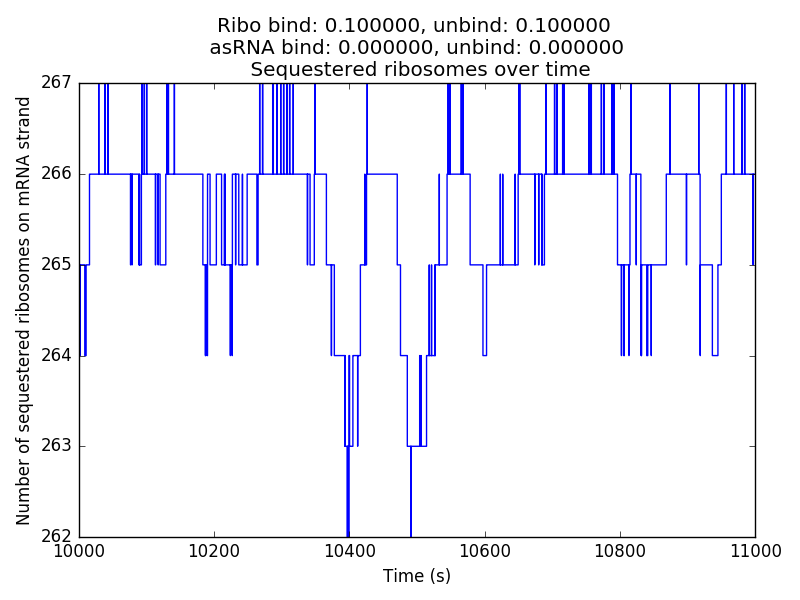 Ribo bind: 0.100000, unbind: 0.100000
asRNA bind: 0.000000, unbind: 0.000000
Sequestered ribosomes over time
Number of sequestered ribosomes on mRNA strand
267
266
265
264
263
262
10000 10200 10400 10600 10800 11000
Time (s)